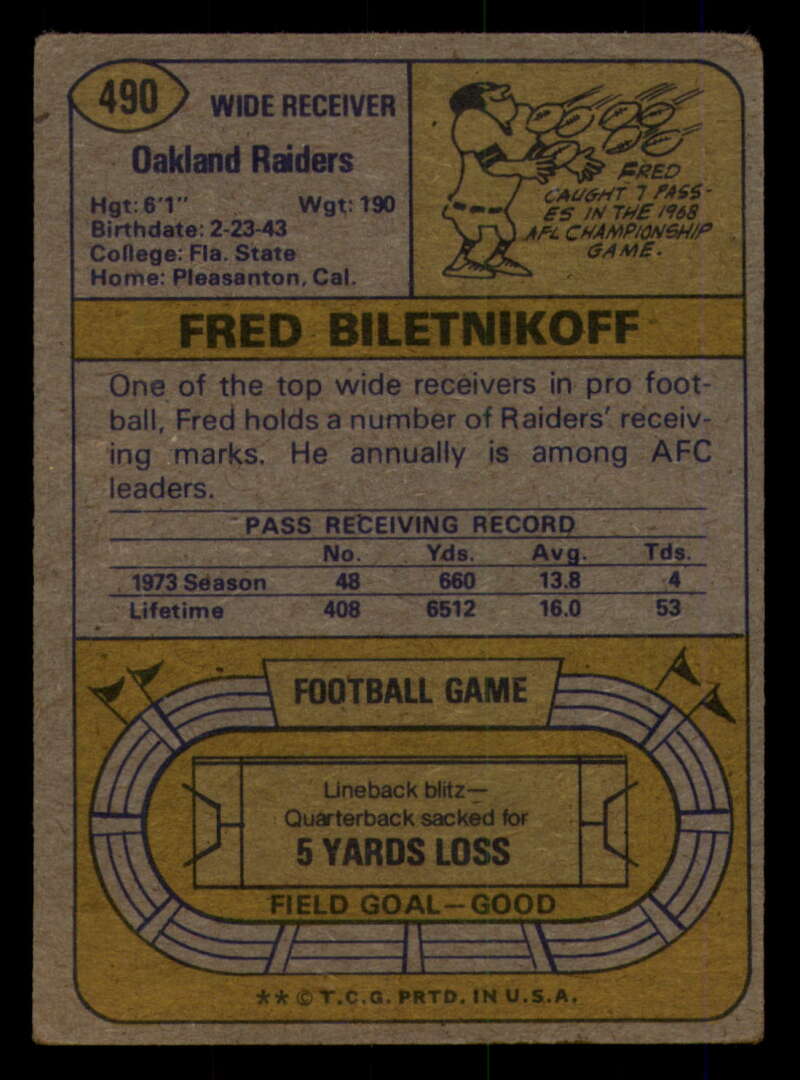 490
WIDE RECEIVER
Oakland Raiders
Hgt: 6'1" Wgt: 190
Birthdate: 2-23-43
College: Fla. State
Home: Pleasanton, Cal.
FRED
CAUGHT 7 PASS-
ES IN THE 1968
AFL CHAMPIONSHIP
GAME.
FRED BILETNIKOFF
One of the top wide receivers in pro foot-
ball, Fred holds a number of Raiders' receiv-
ing marks. He annually is among AFC
leaders.
PASS RECEIVING RECORD
No. Yds. Avg. Tds.
1973 Season 48 660 13.8 4
Lifetime 408 6512 16.0 53
FOOTBALL GAME
Lineback blitz—
Quarterback sacked for
5 YARDS LOSS
FIELD GOAL—GOOD
** © T.C.G. PRTD. IN U.S.A.